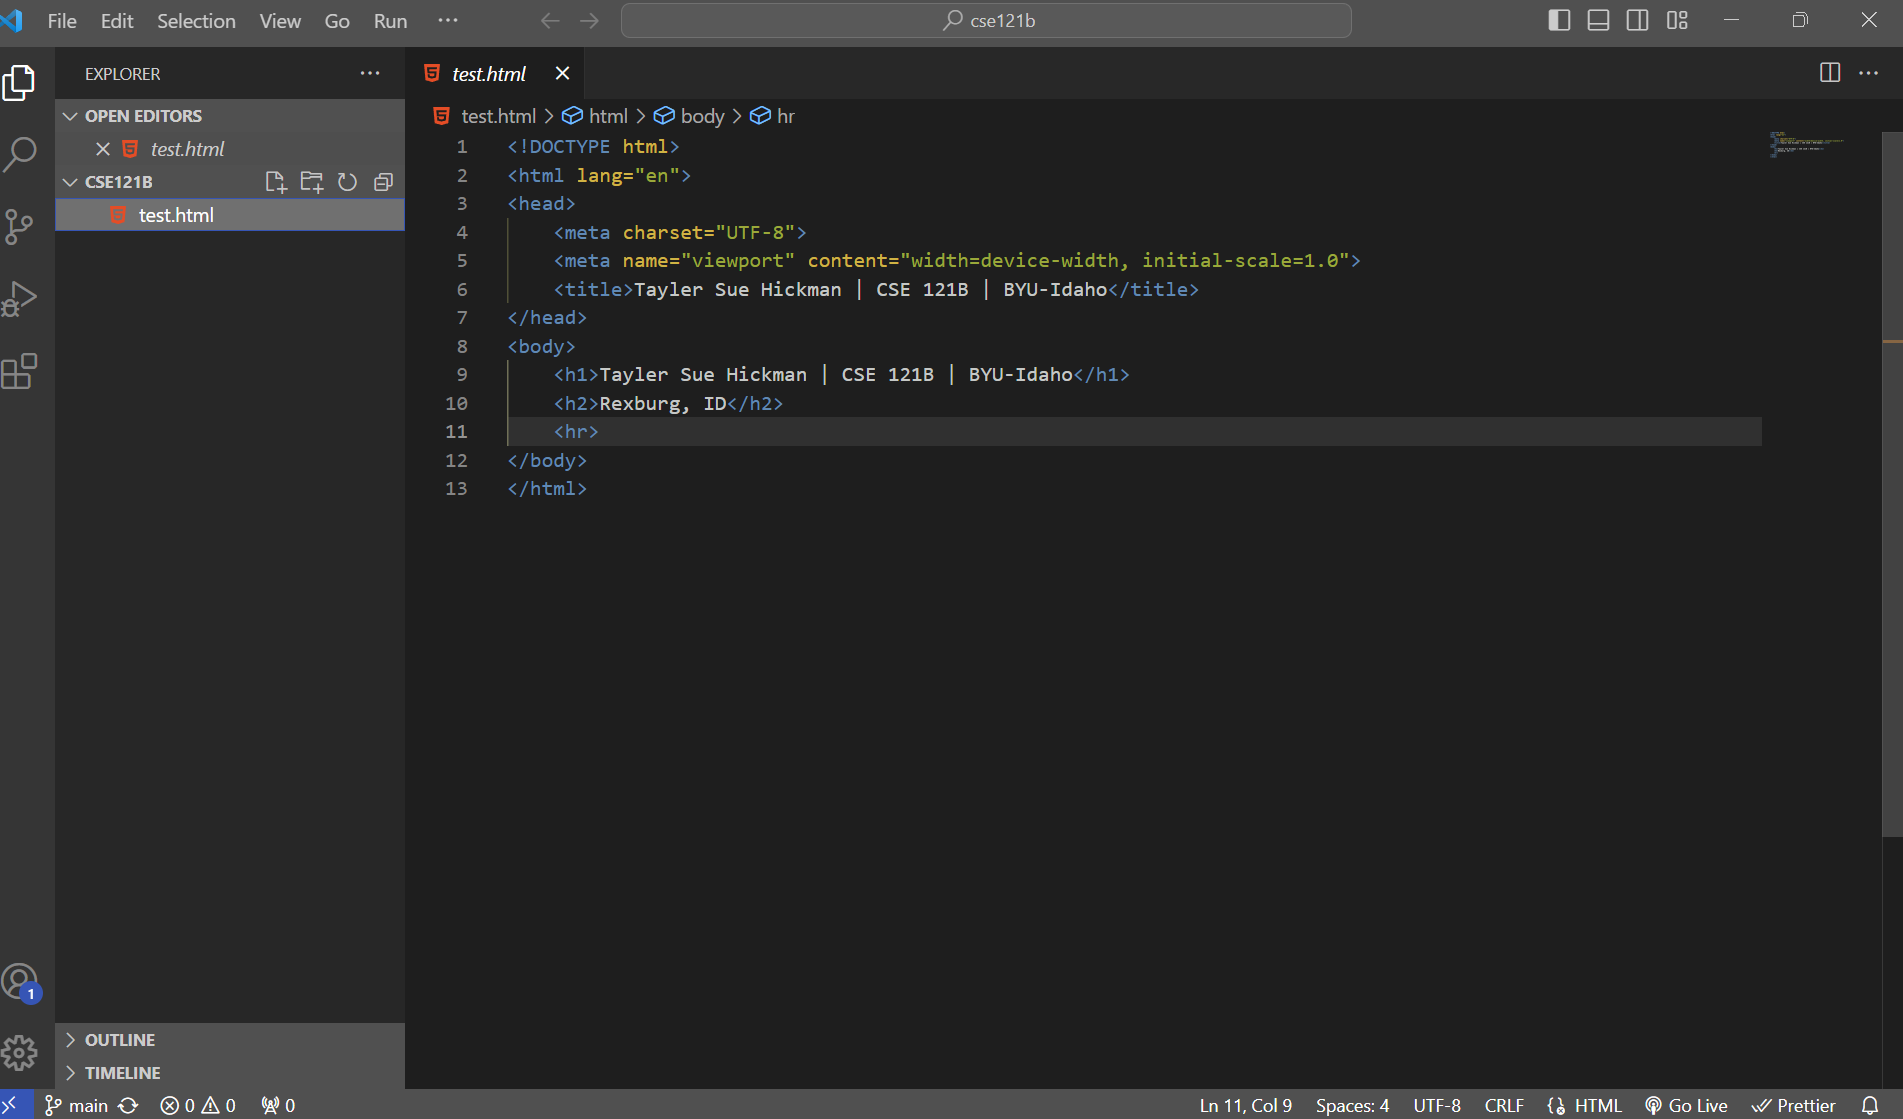 File Edit Selection View Go Run ···
cse121b
EXPLORER ···
OPEN EDITORS
test.html
CSE121B
test.html
test.html
test.html > html > body > hr
1 <!DOCTYPE html>
2 <html lang="en">
3 <head>
4     <meta charset="UTF-8">
5     <meta name="viewport" content="width=device-width, initial-scale=1.0">
6     <title>Tayler Sue Hickman | CSE 121B | BYU-Idaho</title>
7 </head>
8 <body>
9     <h1>Tayler Sue Hickman | CSE 121B | BYU-Idaho</h1>
10     <h2>Rexburg, ID</h2>
11     <hr>
12 </body>
13 </html>
1
OUTLINE
TIMELINE
main 0 0 0 Ln 11, Col 9 Spaces: 4 UTF-8 CRLF {} HTML Go Live Prettier